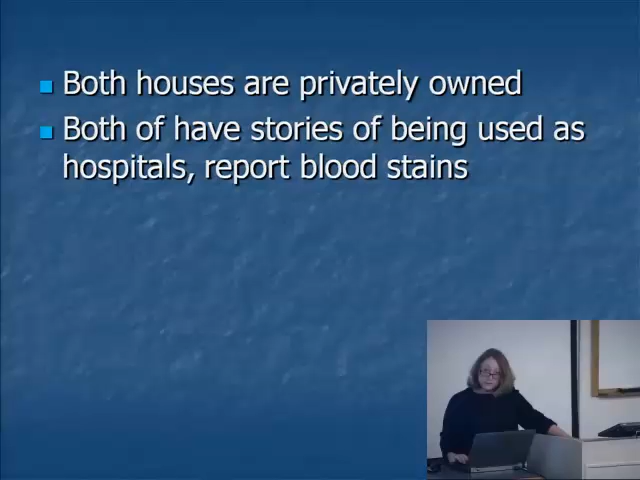 Both houses are privately owned
Both of have stories of being used as
hospitals, report blood stains